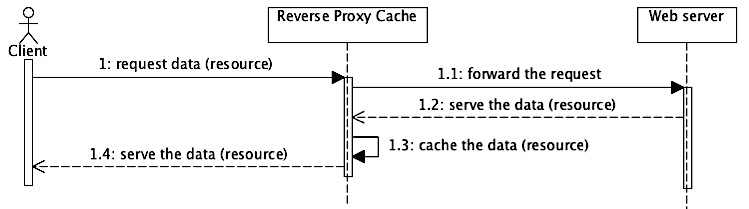 Client
Reverse Proxy Cache
Web server
1: request data (resource)
1.1: forward the request
1.2: serve the data (resource)
1.3: cache the data (resource)
1.4: serve the data (resource)